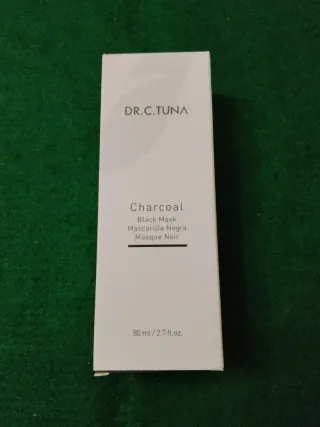 DR.C.TUNA
Charcoal
Black Mask
Mascarilla Negra
Masque Noir
80 ml / 2.7 fl.oz.